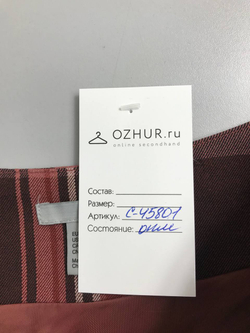 OZHUR.ru
online secondhand
Состав:
Размер:
Артикул: С-45801
Состояние: